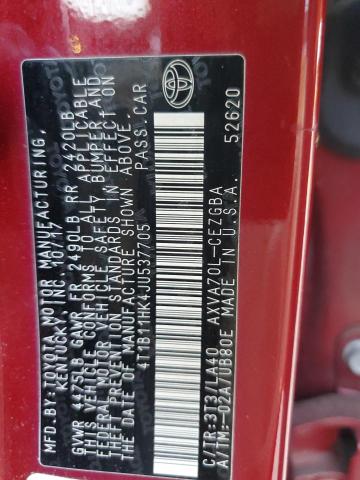 MFD.BY: TOYOTA MOTOR MANUFACTURING,
KENTUCKY, INC. 10/17
GVWR 4475LB GAWR FR 2490LB RR 2420LB
THIS VEHICLE CONFORMS TO ALL APPLICABLE
FEDERAL MOTOR VEHICLE SAFETY, BUMPER, AND
THEFT PREVENTION STANDARDS IN EFFECT ON
THE DATE OF MANUFACTURE SHOWN ABOVE.
4T1B11HK4JU537705 PASS. CAR
C/TR: 3T3/LA40 AXVA70L-CEZGBA
A/TM: -02A/UB80E U.S.A. 52620